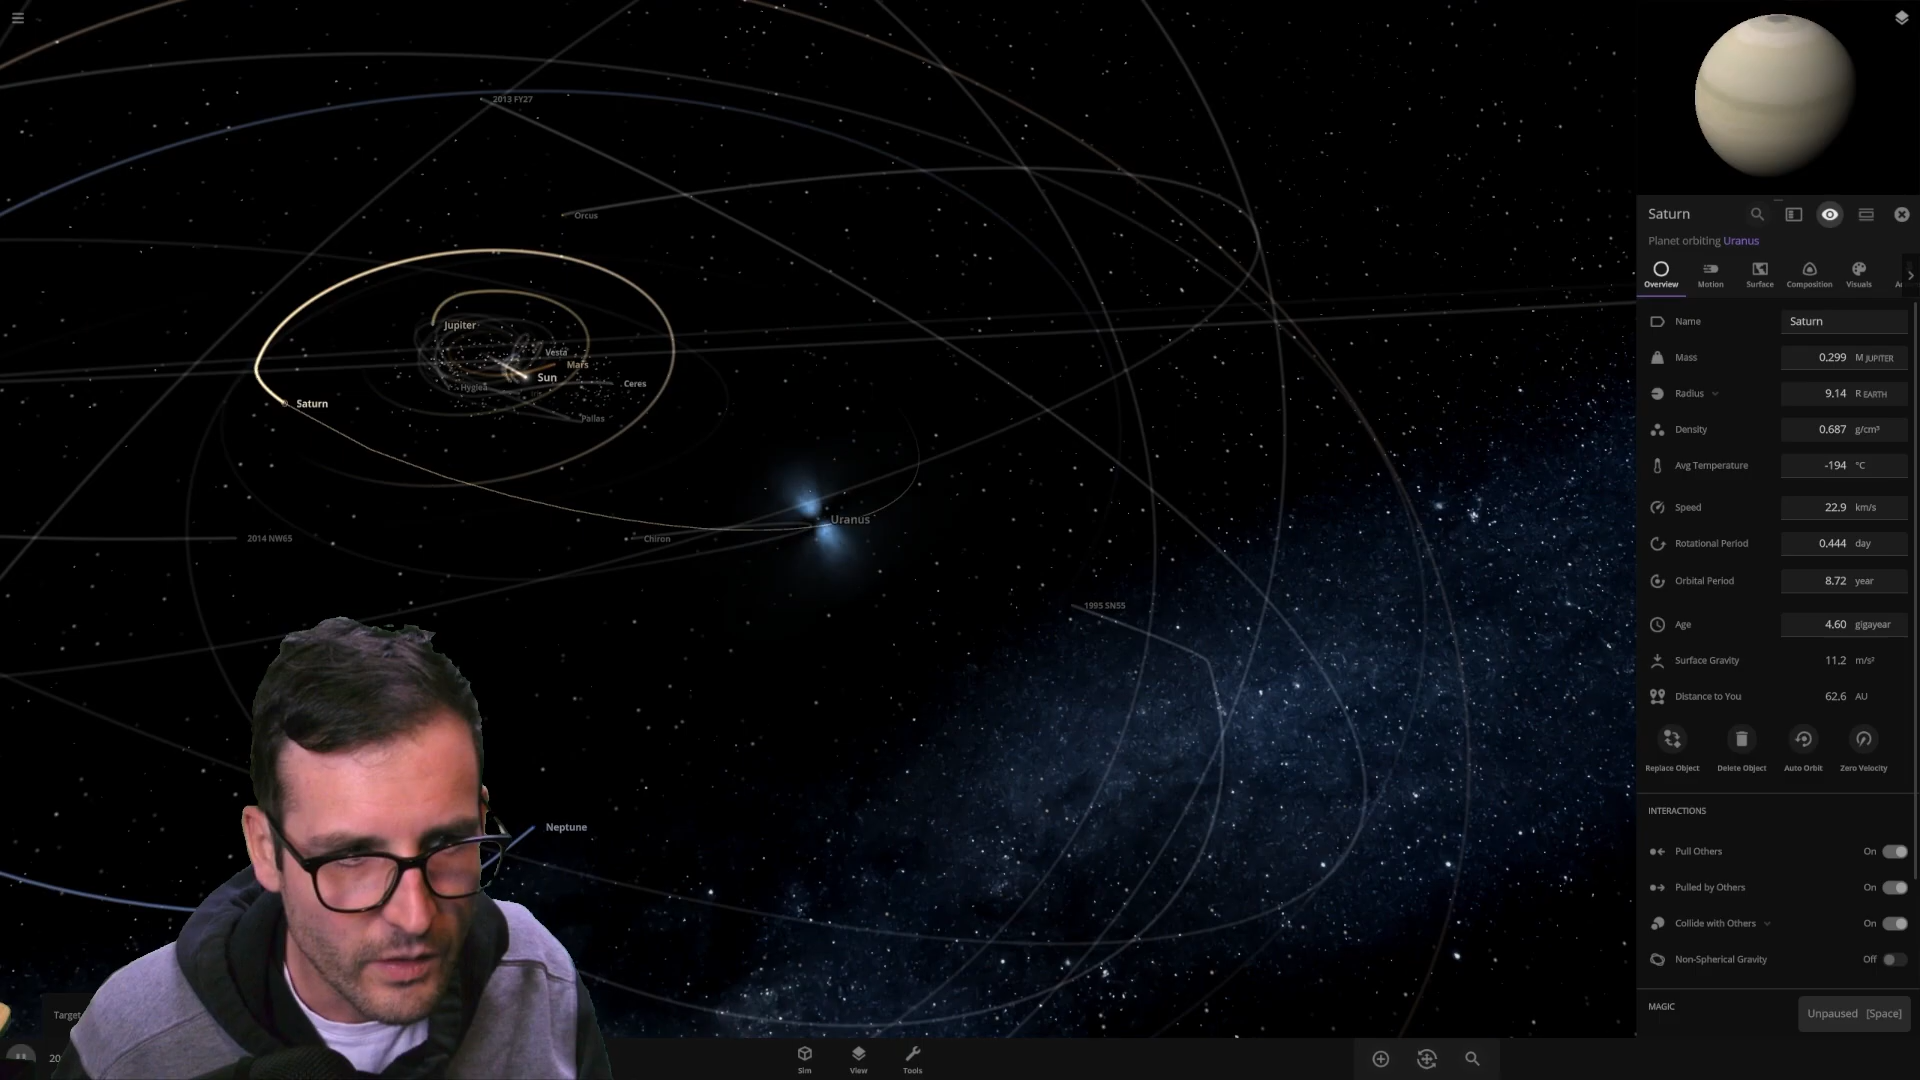 2013 FY27
Orcus
Jupiter
Vesta
Mars
Sun
Ceres
Hygiea
Saturn
Pallas
Uranus
2014 NW65
Chiron
1995 SN55
Neptune
Target
20
Sim
View
Tools
Saturn
Planet orbiting Uranus
Overview Motion Surface Composition Visuals
Name Saturn
Mass 0.299 M JUPITER
Radius 9.14 R EARTH
Density 0.687 g/cm³
Avg Temperature -194 °C
Speed 22.9 km/s
Rotational Period 0.444 day
Orbital Period 8.72 year
Age 4.60 gigayear
Surface Gravity 11.2 m/s²
Distance to You 62.6 AU
Replace Object Delete Object Auto Orbit Zero Velocity
INTERACTIONS
Pull Others On
Pulled by Others On
Collide with Others On
Non-Spherical Gravity Off
MAGIC
Unpaused [Space]